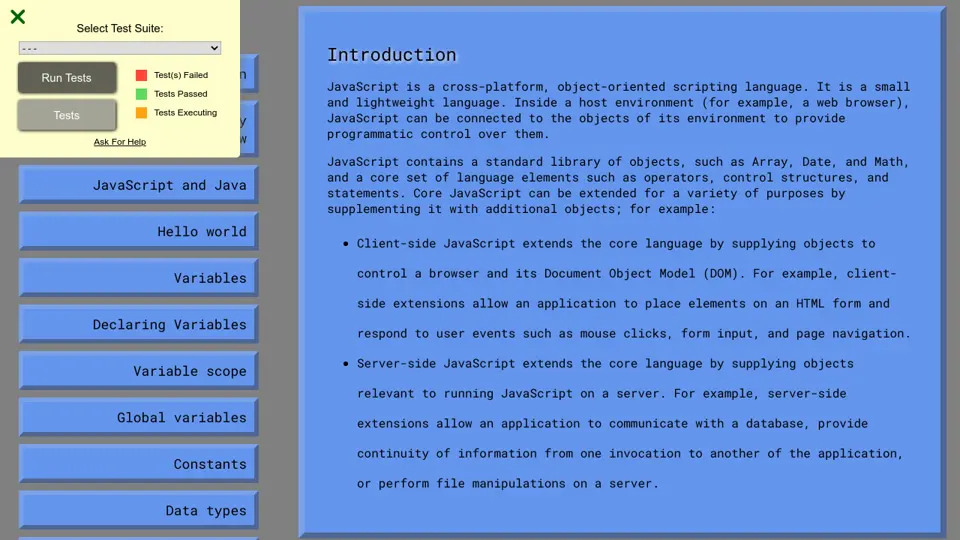 Select Test Suite:
---
Run Tests
Test(s) Failed
Tests Passed
Tests Executing
Tests
Ask For Help
JavaScript and Java
Hello world
Variables
Declaring Variables
Variable scope
Global variables
Constants
Data types
Introduction
JavaScript is a cross-platform, object-oriented scripting language. It is a small
and lightweight language. Inside a host environment (for example, a web browser),
JavaScript can be connected to the objects of its environment to provide
programmatic control over them.
JavaScript contains a standard library of objects, such as Array, Date, and Math,
and a core set of language elements such as operators, control structures, and
statements. Core JavaScript can be extended for a variety of purposes by
supplementing it with additional objects; for example:
Client-side JavaScript extends the core language by supplying objects to
control a browser and its Document Object Model (DOM). For example, client-
side extensions allow an application to place elements on an HTML form and
respond to user events such as mouse clicks, form input, and page navigation.
Server-side JavaScript extends the core language by supplying objects
relevant to running JavaScript on a server. For example, server-side
extensions allow an application to communicate with a database, provide
continuity of information from one invocation to another of the application,
or perform file manipulations on a server.